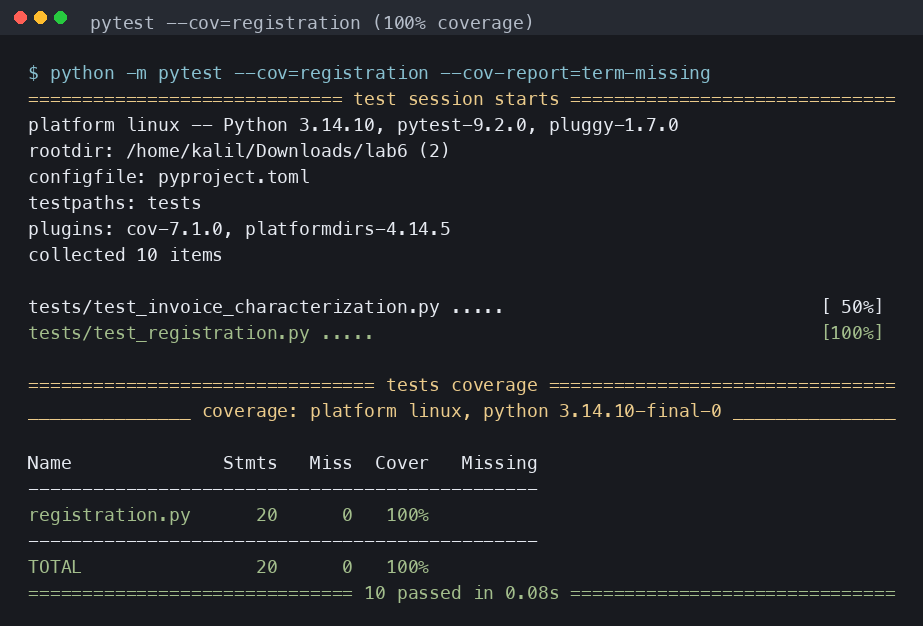 pytest --cov=registration (100% coverage)
$ python -m pytest --cov=registration --cov-report=term-missing
============================= test session starts ==============================
platform linux -- Python 3.14.10, pytest-9.2.0, pluggy-1.7.0
rootdir: /home/kalil/Downloads/lab6 (2)
configfile: pyproject.toml
testpaths: tests
plugins: cov-7.1.0, platformdirs-4.14.5
collected 10 items
tests/test_invoice_characterization.py ..... [ 50%]
tests/test_registration.py ..... [100%]
================================ tests coverage ================================
_______________ coverage: platform linux, python 3.14.10-final-0 _______________
Name Stmts Miss Cover Missing
-----------------------------------------------
registration.py 20 0 100%
-----------------------------------------------
TOTAL 20 0 100%
============================== 10 passed in 0.08s ==============================